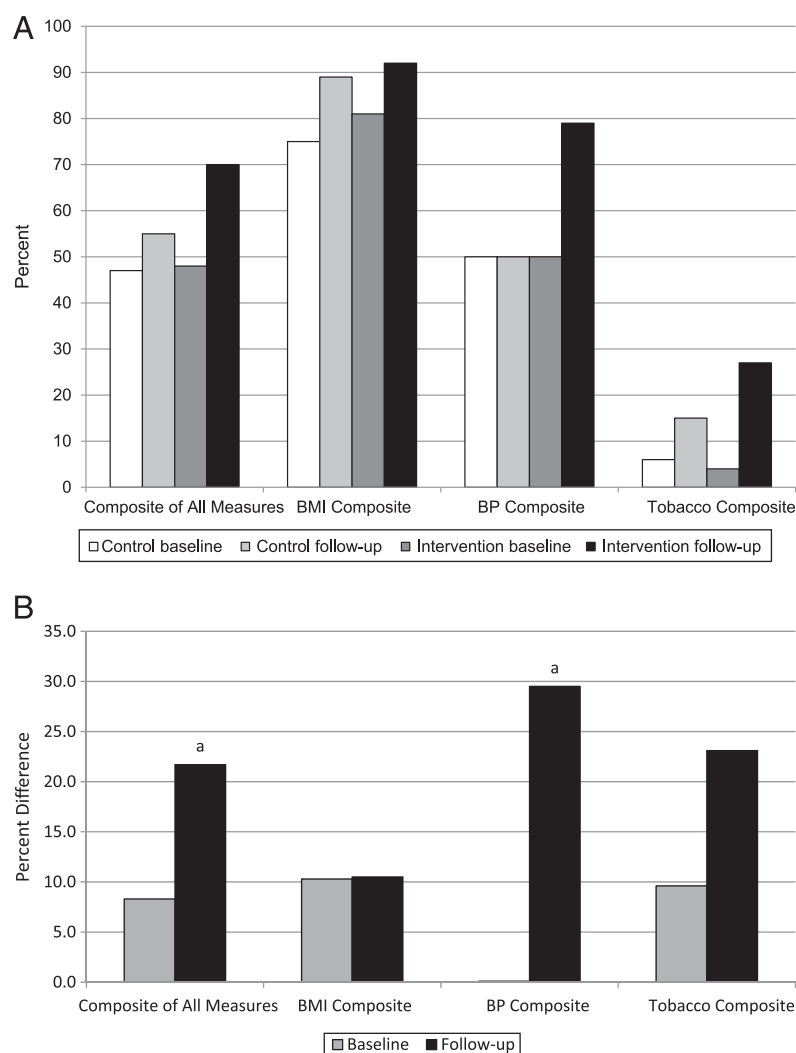 A
100
90
80
70
60
50
40
30
20
10
0
Percent
Composite of All Measures BMI Composite BP Composite Tobacco Composite
Control baseline Control follow-up Intervention baseline Intervention follow-up
B
35.0
30.0
25.0
20.0
15.0
10.0
5.0
0.0
Percent Difference
a
a
Composite of All Measures BMI Composite BP Composite Tobacco Composite
Baseline Follow-up